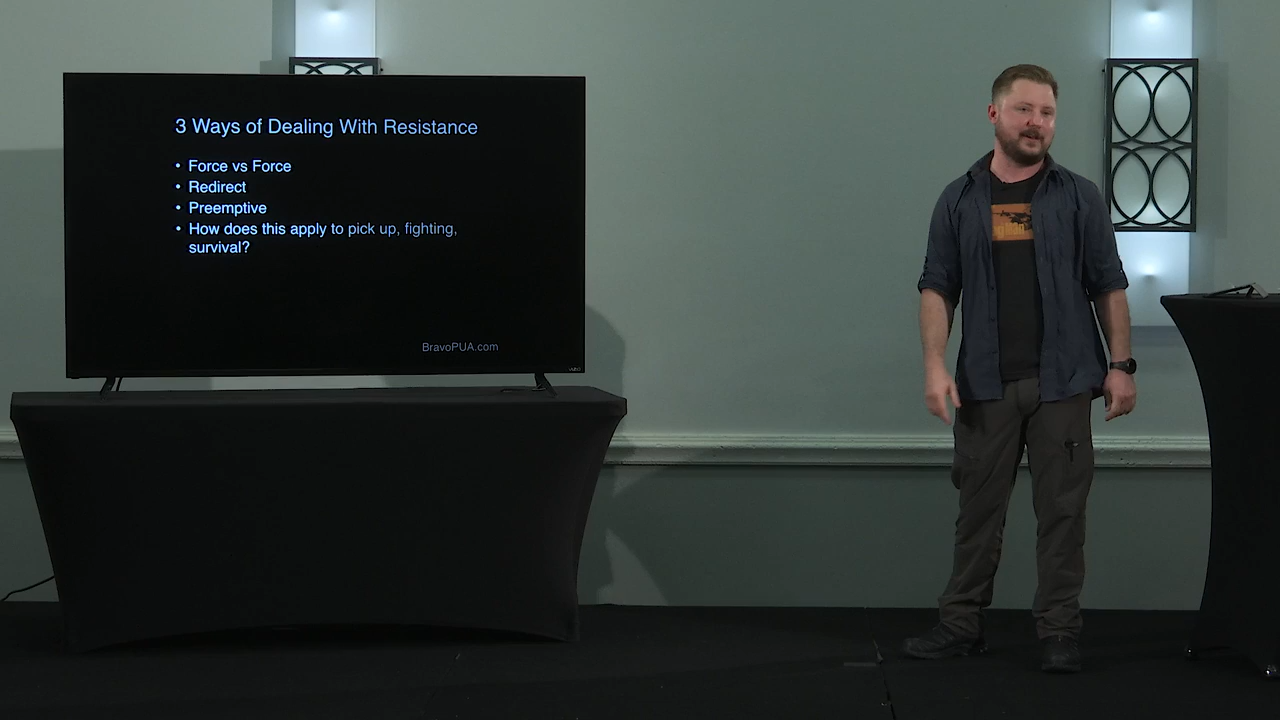 3 Ways of Dealing With Resistance
• Force vs Force
• Redirect
• Preemptive
• How does this apply to pick up, fighting,
survival?
BravoPUA.com